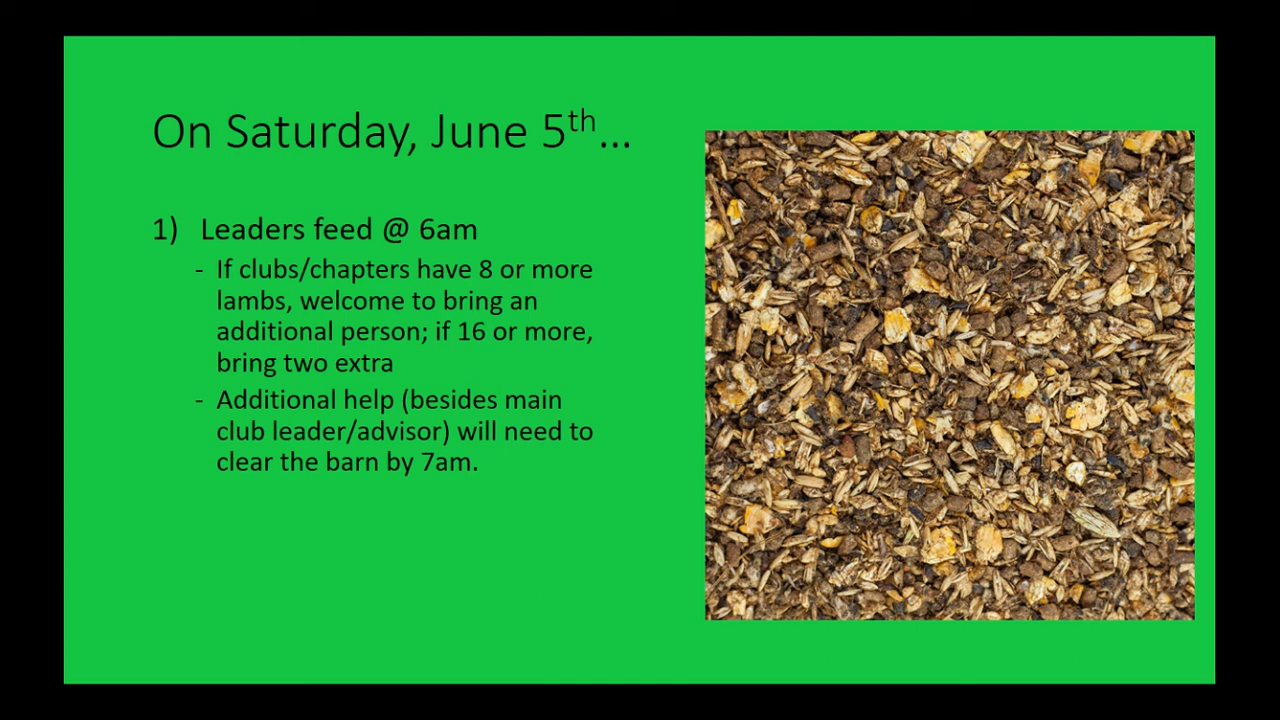 On Saturday, June 5th...
1) Leaders feed @ 6am
- If clubs/chapters have 8 or more
lambs, welcome to bring an
additional person; if 16 or more,
bring two extra
- Additional help (besides main
club leader/advisor) will need to
clear the barn by 7am.